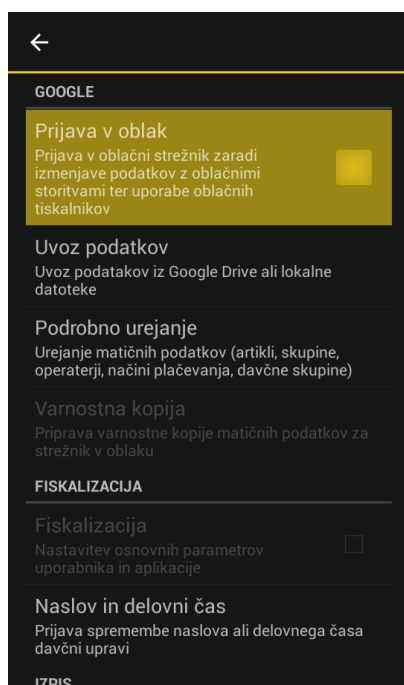 GOOGLE
Prijava v oblak
Prijava v oblačni strežnik zaradi
izmenjave podatkov z oblačnimi
storitvami ter uporabe oblačnih
tiskalnikov
Uvoz podatkov
Uvoz podatakov iz Google Drive ali lokalne
datoteke
Podrobno urejanje
Urejanje matičnih podatkov (artikli, skupine,
operaterji, načini plačevanja, davčne skupine)
Varnostna kopija
Priprava varnostne kopije matičnih podatkov za
strežnik v oblaku
FISKALIZACIJA
Fiskalizacija
Nastavitev osnovnih parametrov
uporabnika in aplikacije
Naslov in delovni čas
Prijava spremembe naslova ali delovnega časa
davčni upravi
IZPIS